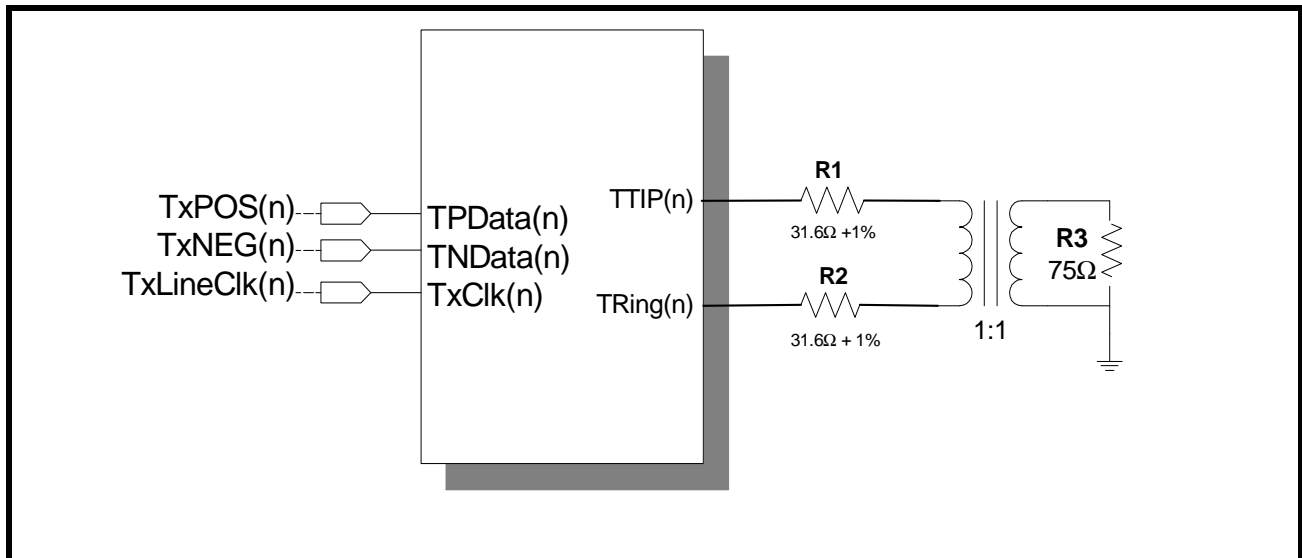 TxPOS(n)
TxNEG(n)
TxLineClk(n)
TPData(n)
TNData(n)
TxClk(n)
TTIP(n)
TRing(n)
R1
31.6Ω +1%
R2
31.6Ω + 1%
1:1
R3
75Ω